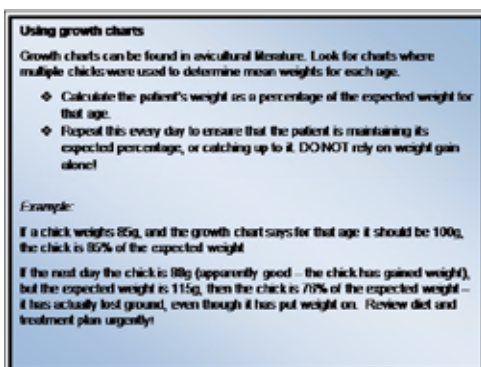 Using growth charts
Growth charts can be found in avicultural literature. Look for charts where
multiple chicks were used to determine mean weights for each age.
❖ Calculate the patient's weight as a percentage of the expected weight for
that age.
❖ Repeat this every day to ensure that the patient is maintaining its
expected percentage, or catching up to it. DO NOT rely on weight gain
alone!
Example:
If a chick weighs 85g, and the growth chart says for that age it should be 100g,
the chick is 85% of the expected weight
If the next day the chick is 88g (apparently good – the chick has gained weight),
but the expected weight is 115g, then the chick is 76% of the expected weight –
it has actually lost ground, even though it has put weight on. Review diet and
treatment plan urgently!